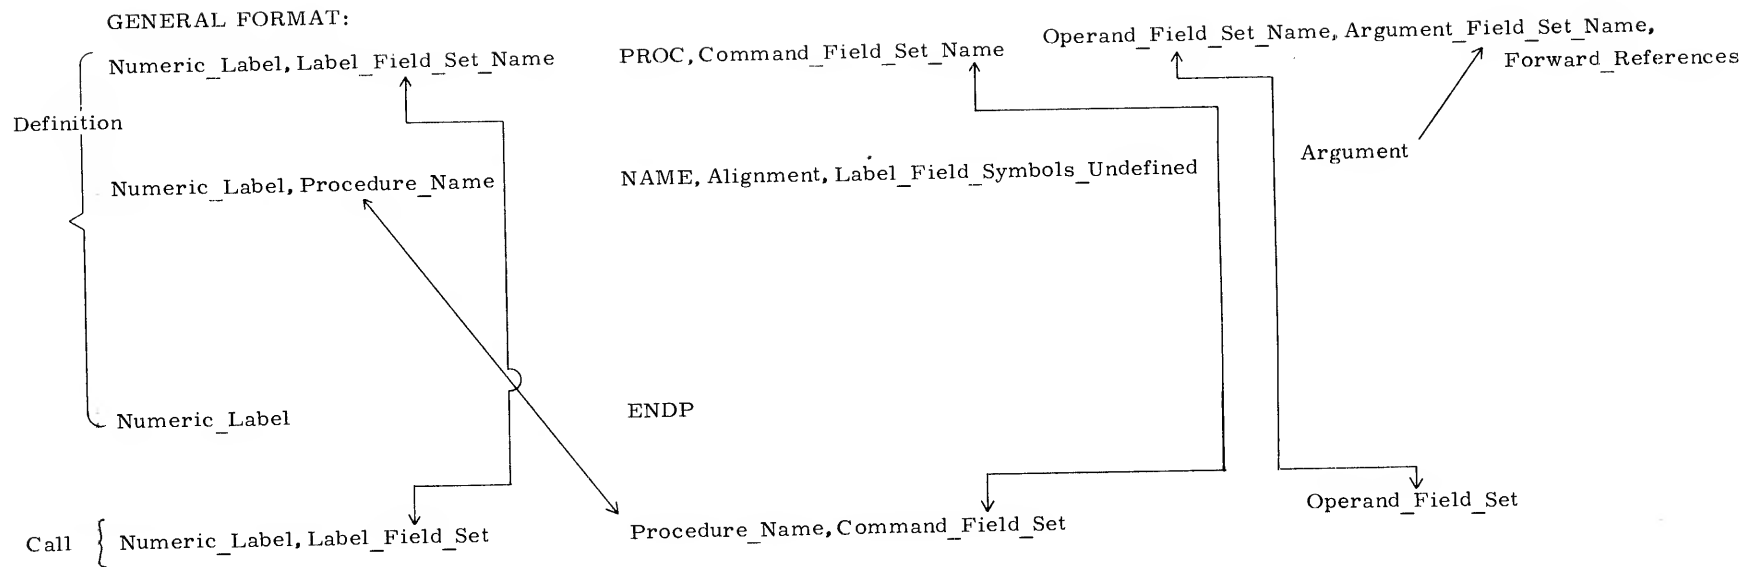 GENERAL FORMAT:
Numeric_Label, Label_Field_Set_Name PROC, Command_Field_Set_Name Operand_Field_Set_Name, Argument_Field_Set_Name,
Forward_References
Definition
Numeric_Label, Procedure_Name NAME, Alignment, Label_Field_Symbols_Undefined Argument
Numeric_Label ENDP
Call Numeric_Label, Label_Field_Set Procedure_Name, Command_Field_Set Operand_Field_Set